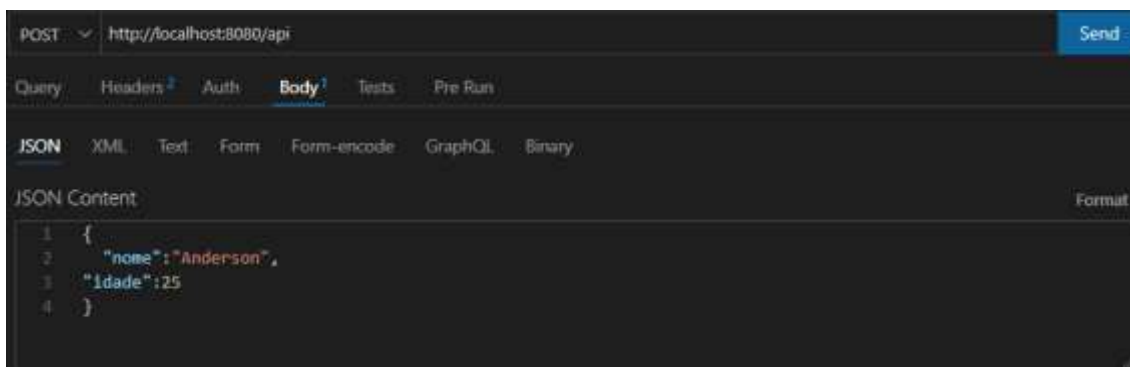 POST http://localhost:8080/api Send
Query Headers 2 Auth Body 1 Tests Pre Run
JSON XML Text Form Form-encode GraphQL Binary
JSON Content Format
1 {
2 "nome":"Anderson",
3 "idade":25
4 }